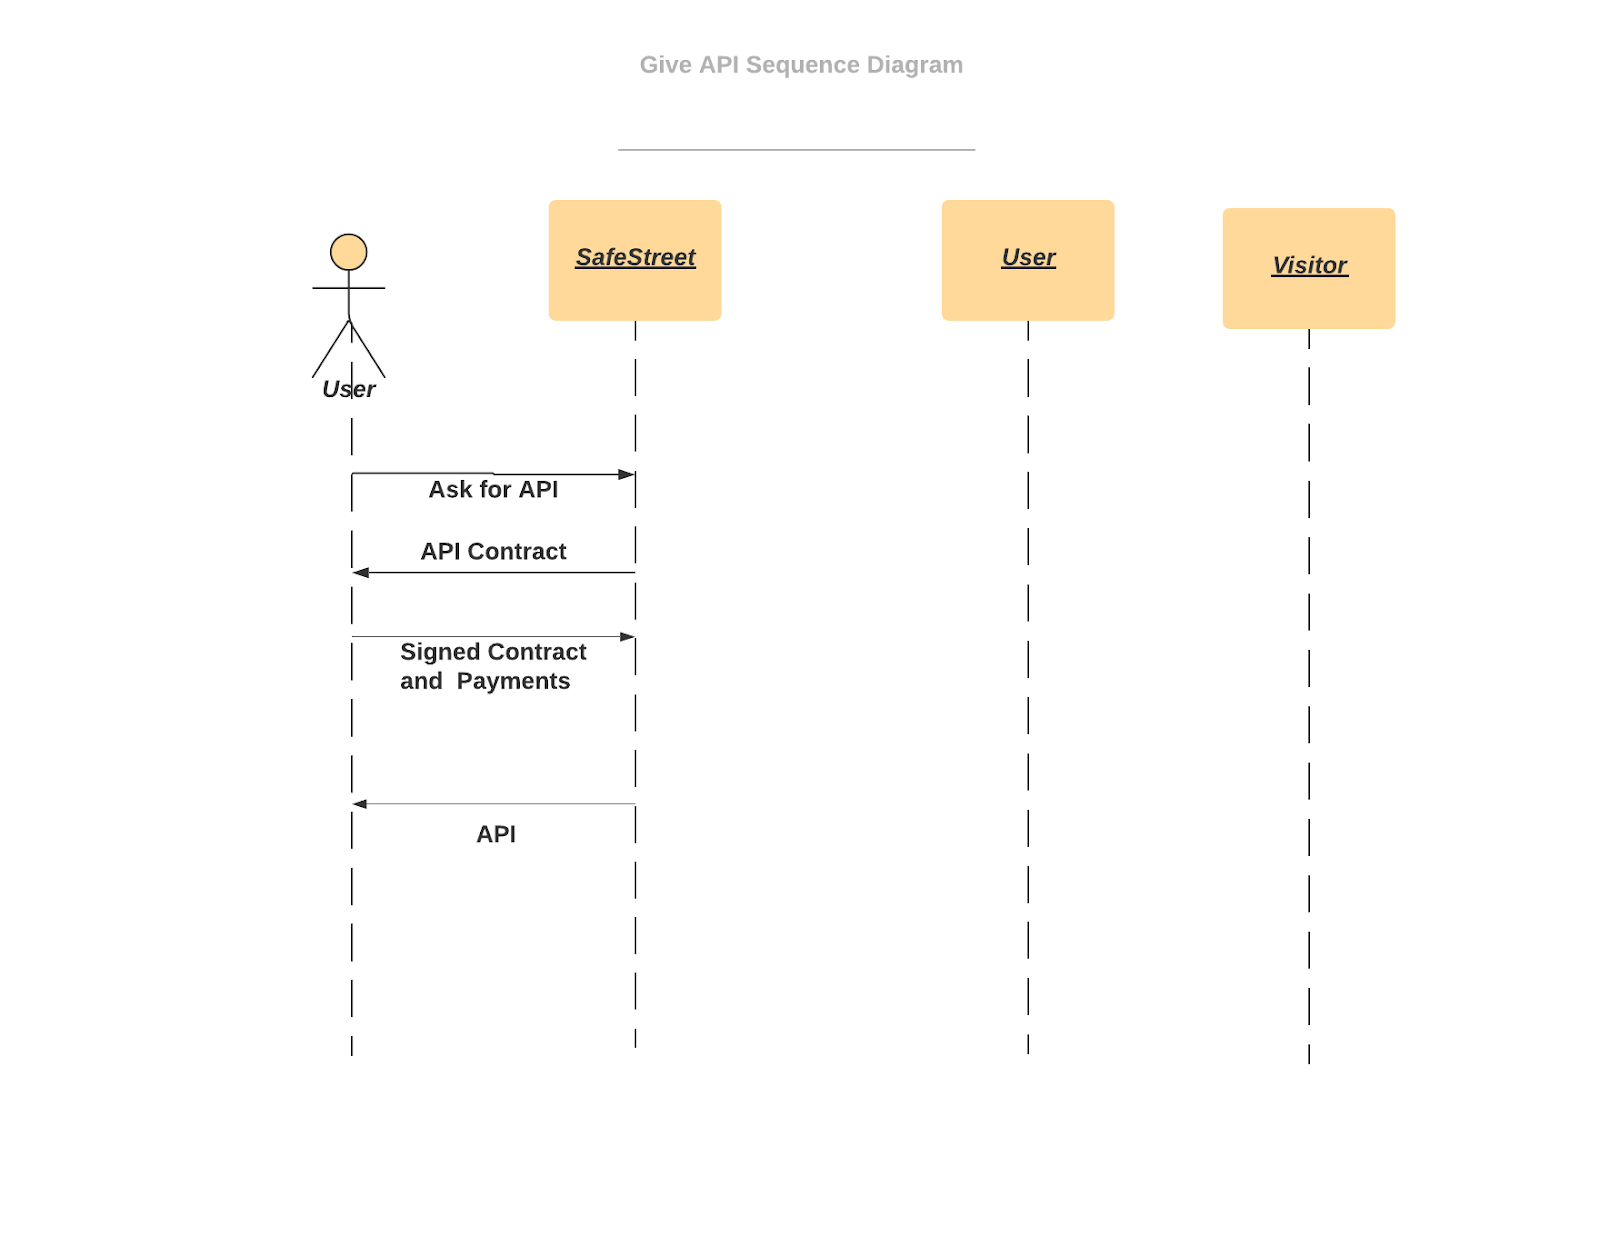 Give API Sequence Diagram
SafeStreet
User
Visitor
User
Ask for API
API Contract
Signed Contract
and  Payments
API